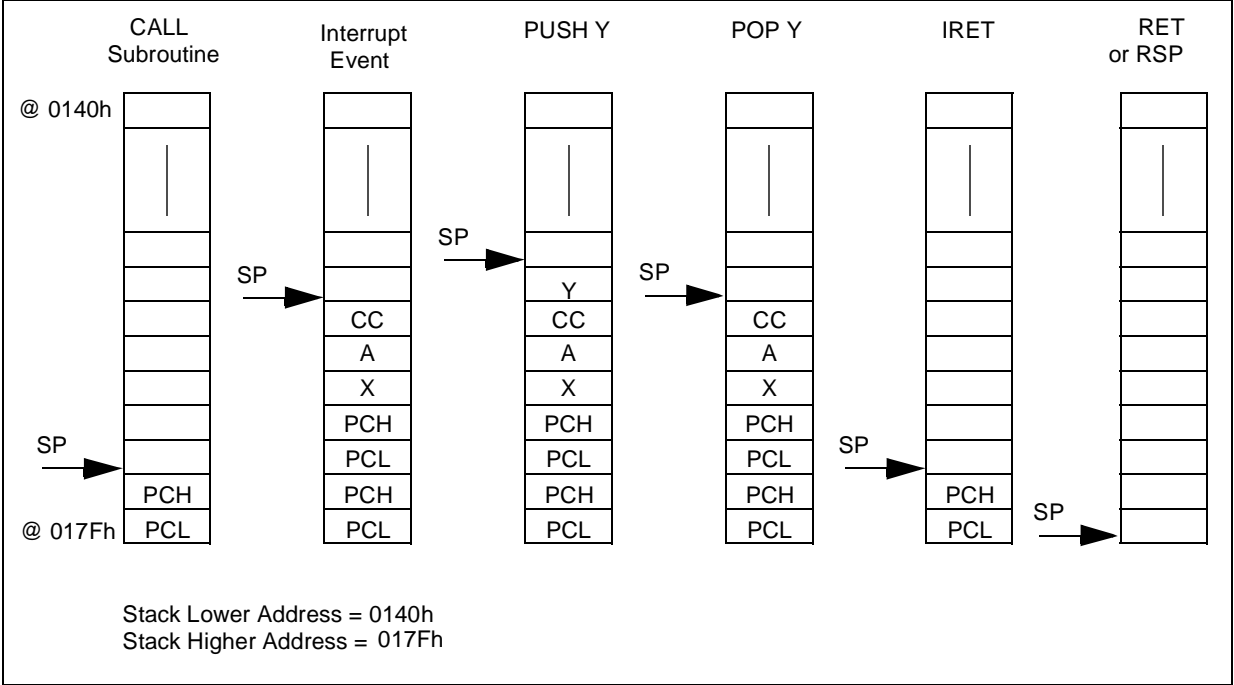 CALL
Subroutine
Interrupt
Event
PUSH Y
POP Y
IRET
RET
or RSP
@ 0140h
SP
SP
SP
Y
CC
CC
CC
A
A
A
X
X
X
PCH
PCH
PCH
SP
SP
PCL
PCL
PCL
PCH
PCH
PCH
PCH
PCH
SP
@ 017Fh
PCL
PCL
PCL
PCL
PCL
Stack Lower Address = 0140h
Stack Higher Address = 017Fh